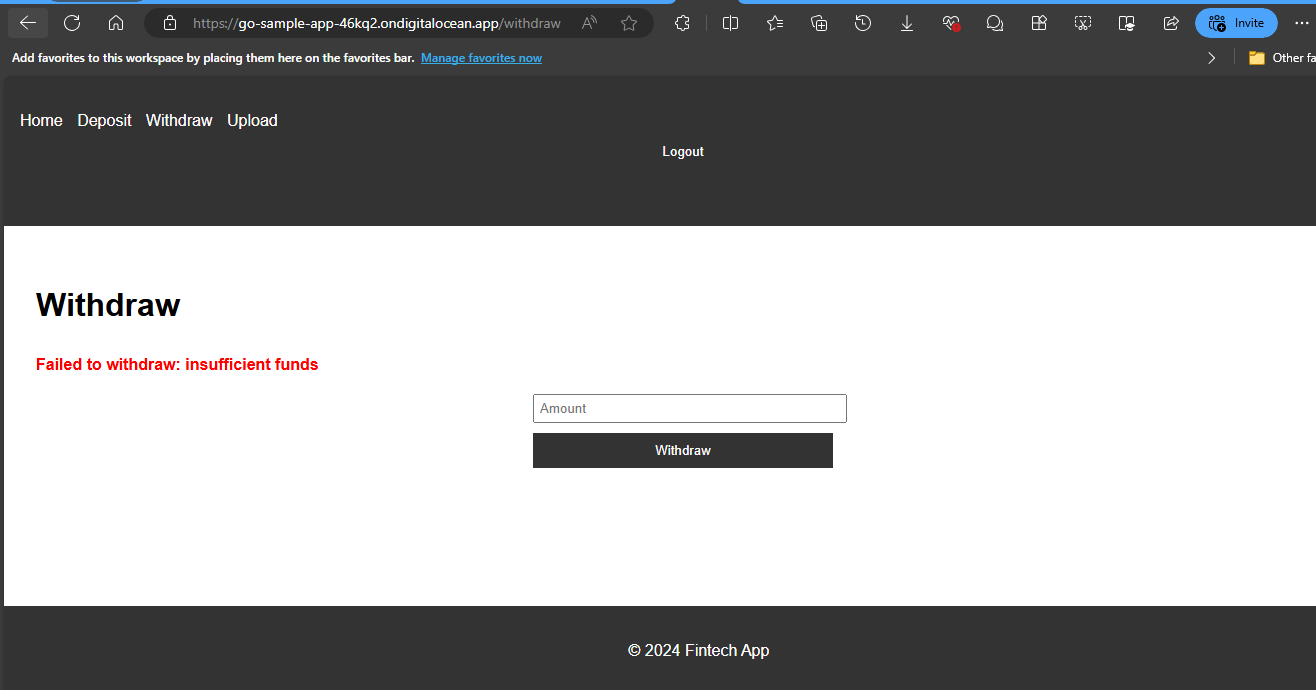 https://go-sample-app-46kq2.ondigitalocean.app/withdraw
Invite
Add favorites to this workspace by placing them here on the favorites bar. Manage favorites now
Other fa
Home Deposit Withdraw Upload
Logout
Withdraw
Failed to withdraw: insufficient funds
Amount
Withdraw
© 2024 Fintech App